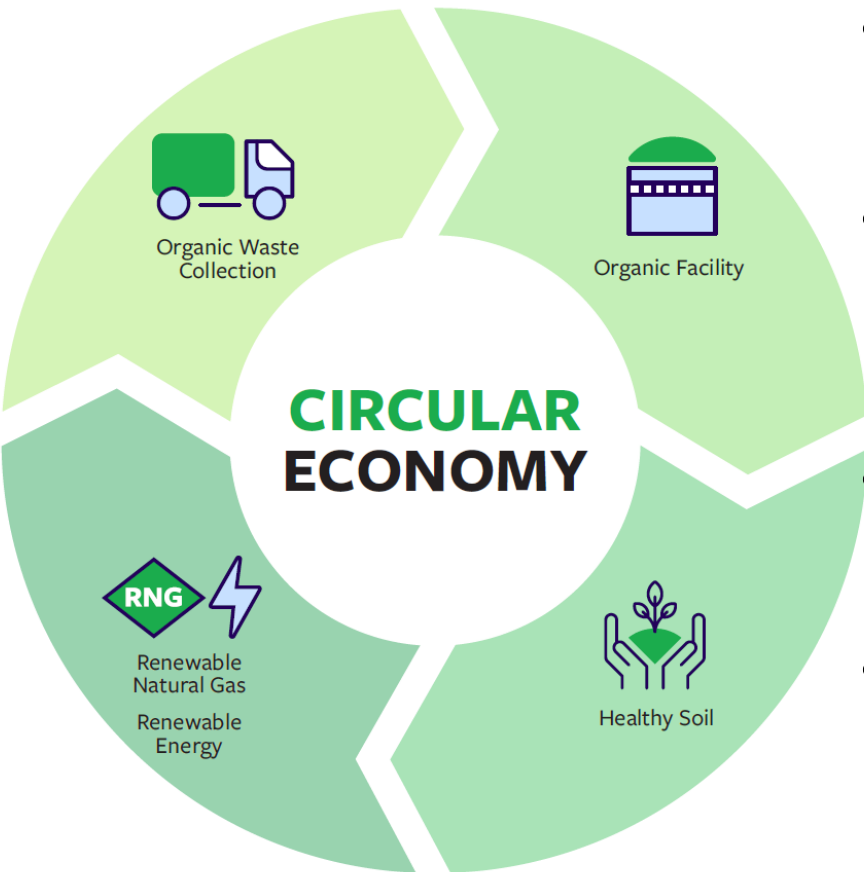 Organic Waste
Collection
Organic Facility
CIRCULAR
ECONOMY
RNG
Renewable
Natural Gas
Renewable
Energy
Healthy Soil